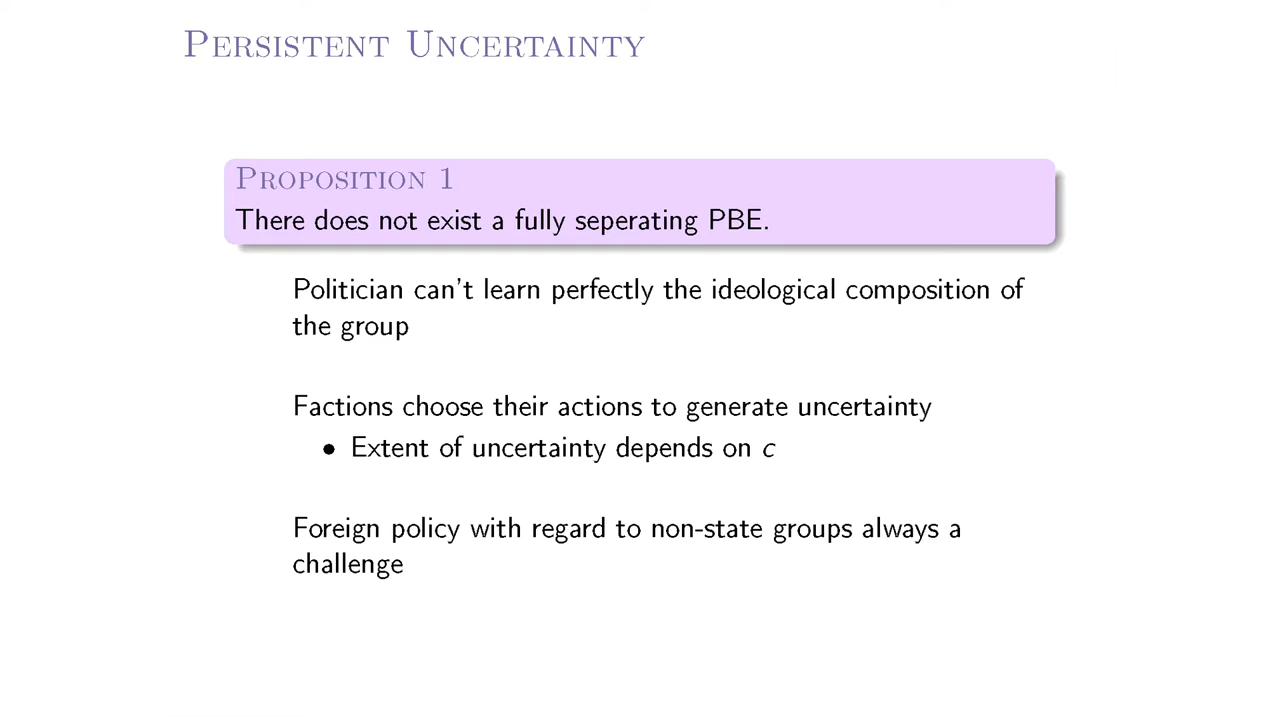 Persistent Uncertainty
Proposition 1
There does not exist a fully seperating PBE.
Politician can't learn perfectly the ideological composition of
the group
Factions choose their actions to generate uncertainty
• Extent of uncertainty depends on c
Foreign policy with regard to non-state groups always a
challenge